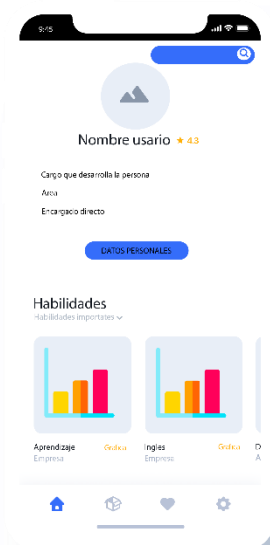 9:45
Nombre usario ★ 4.3
Cargo que desarrolla la persona
Area
Encargado directo
DATOS PERSONALES
Habilidades
Habilidades importates
Aprendizaje Grafica Ingles Grafica D
Empresa Empresa A